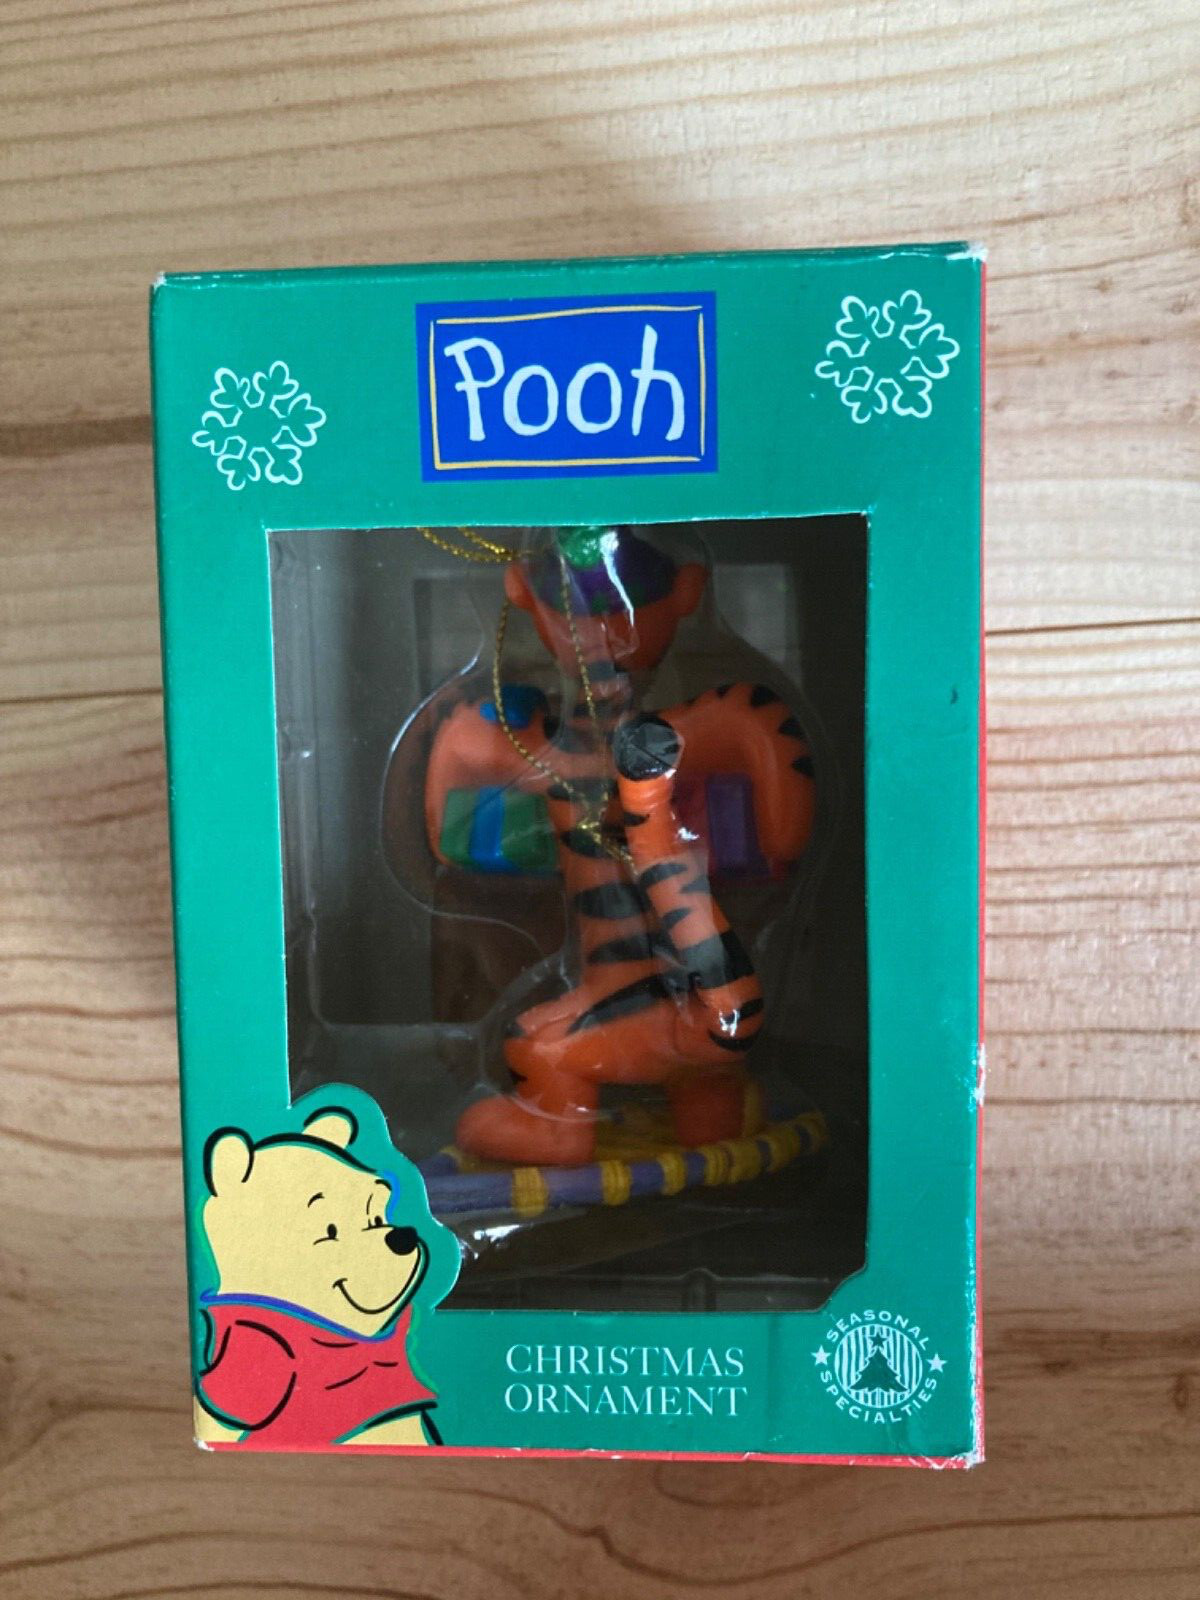 Pooh
CHRISTMAS
ORNAMENT
SEASONAL
SPECIALTIES